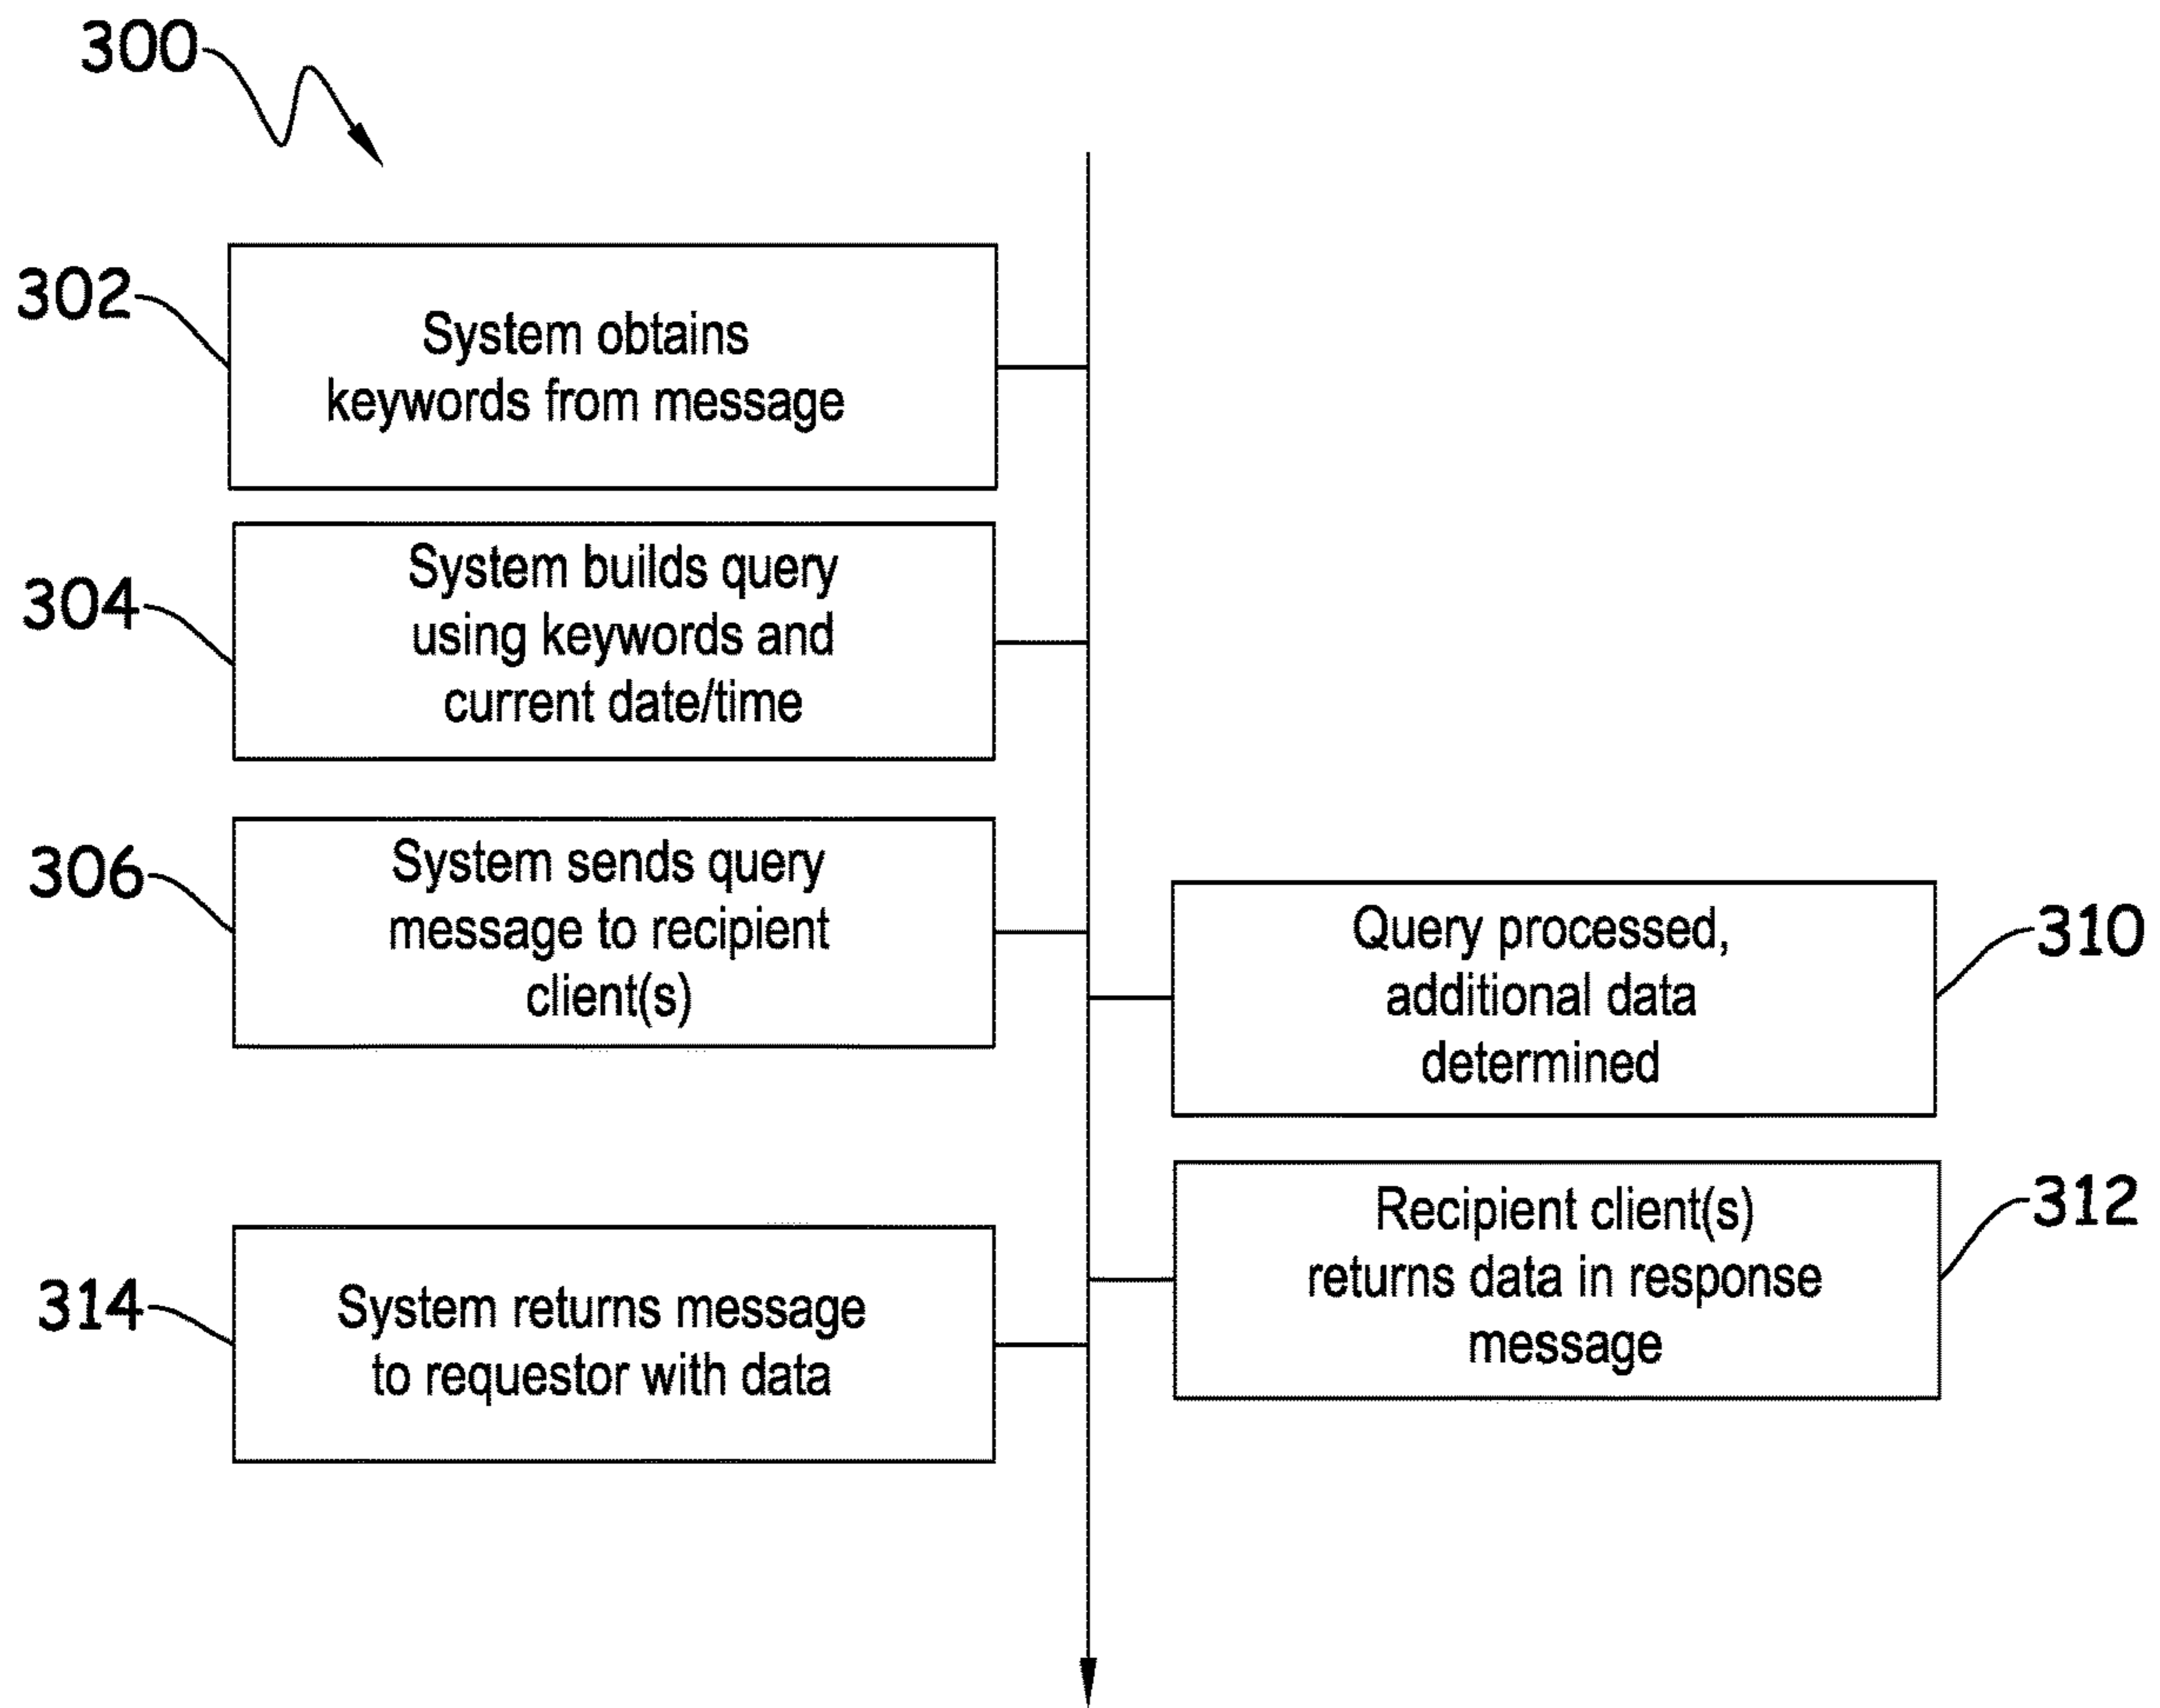 300
302
System obtains
keywords from message
304
System builds query
using keywords and
current date/time
306
System sends query
message to recipient
client(s)
310
Query processed,
additional data
determined
312
Recipient client(s)
returns data in response
message
314
System returns message
to requestor with data